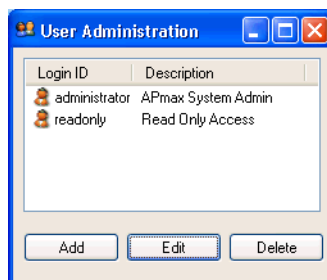 User Administration
Login ID Description
administrator APmax System Admin
readonly Read Only Access
Add Edit Delete